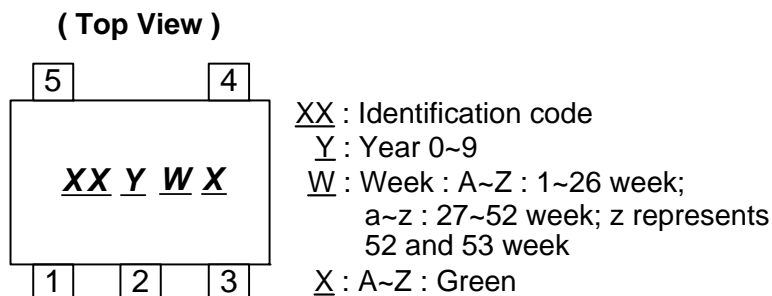 ( Top View )
5 4
XX Y W X
1 2 3
XX : Identification code
Y : Year 0~9
W : Week : A~Z : 1~26 week;
a~z : 27~52 week; z represents
52 and 53 week
X : A~Z : Green